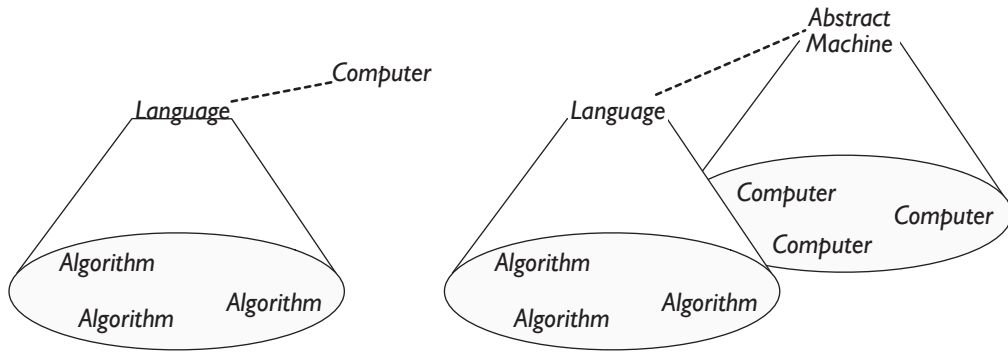 Computer
Language
Algorithm
Algorithm
Algorithm
Abstract
Machine
Language
Computer
Computer
Computer
Algorithm
Algorithm
Algorithm